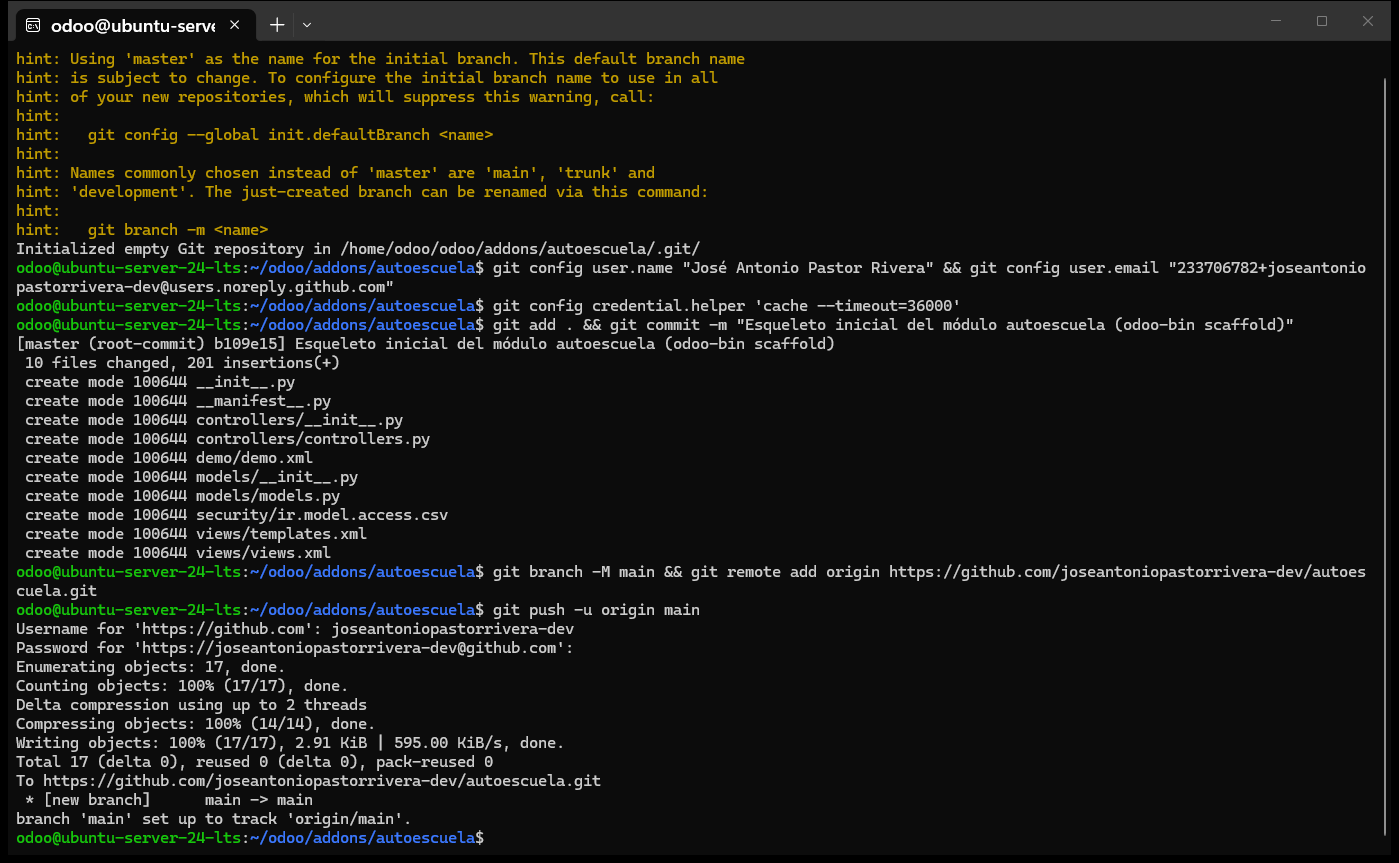 odoo@ubuntu-serve
hint: Using 'master' as the name for the initial branch. This default branch name
hint: is subject to change. To configure the initial branch name to use in all
hint: of your new repositories, which will suppress this warning, call:
hint:
hint:   git config --global init.defaultBranch <name>
hint:
hint: Names commonly chosen instead of 'master' are 'main', 'trunk' and
hint: 'development'. The just-created branch can be renamed via this command:
hint:
hint:   git branch -m <name>
Initialized empty Git repository in /home/odoo/odoo/addons/autoescuela/.git/
odoo@ubuntu-server-24-lts:~/odoo/addons/autoescuela$ git config user.name "José Antonio Pastor Rivera" && git config user.email "233706782+joseantonio
pastorrivera-dev@users.noreply.github.com"
odoo@ubuntu-server-24-lts:~/odoo/addons/autoescuela$ git config credential.helper 'cache --timeout=36000'
odoo@ubuntu-server-24-lts:~/odoo/addons/autoescuela$ git add . && git commit -m "Esqueleto inicial del módulo autoescuela (odoo-bin scaffold)"
[master (root-commit) b109e15] Esqueleto inicial del módulo autoescuela (odoo-bin scaffold)
 10 files changed, 201 insertions(+)
 create mode 100644 __init__.py
 create mode 100644 __manifest__.py
 create mode 100644 controllers/__init__.py
 create mode 100644 controllers/controllers.py
 create mode 100644 demo/demo.xml
 create mode 100644 models/__init__.py
 create mode 100644 models/models.py
 create mode 100644 security/ir.model.access.csv
 create mode 100644 views/templates.xml
 create mode 100644 views/views.xml
odoo@ubuntu-server-24-lts:~/odoo/addons/autoescuela$ git branch -M main && git remote add origin https://github.com/joseantoniopastorrivera-dev/autoes
cuela.git
odoo@ubuntu-server-24-lts:~/odoo/addons/autoescuela$ git push -u origin main
Username for 'https://github.com': joseantoniopastorrivera-dev
Password for 'https://joseantoniopastorrivera-dev@github.com':
Enumerating objects: 17, done.
Counting objects: 100% (17/17), done.
Delta compression using up to 2 threads
Compressing objects: 100% (14/14), done.
Writing objects: 100% (17/17), 2.91 KiB | 595.00 KiB/s, done.
Total 17 (delta 0), reused 0 (delta 0), pack-reused 0
To https://github.com/joseantoniopastorrivera-dev/autoescuela.git
 * [new branch]      main -> main
branch 'main' set up to track 'origin/main'.
odoo@ubuntu-server-24-lts:~/odoo/addons/autoescuela$